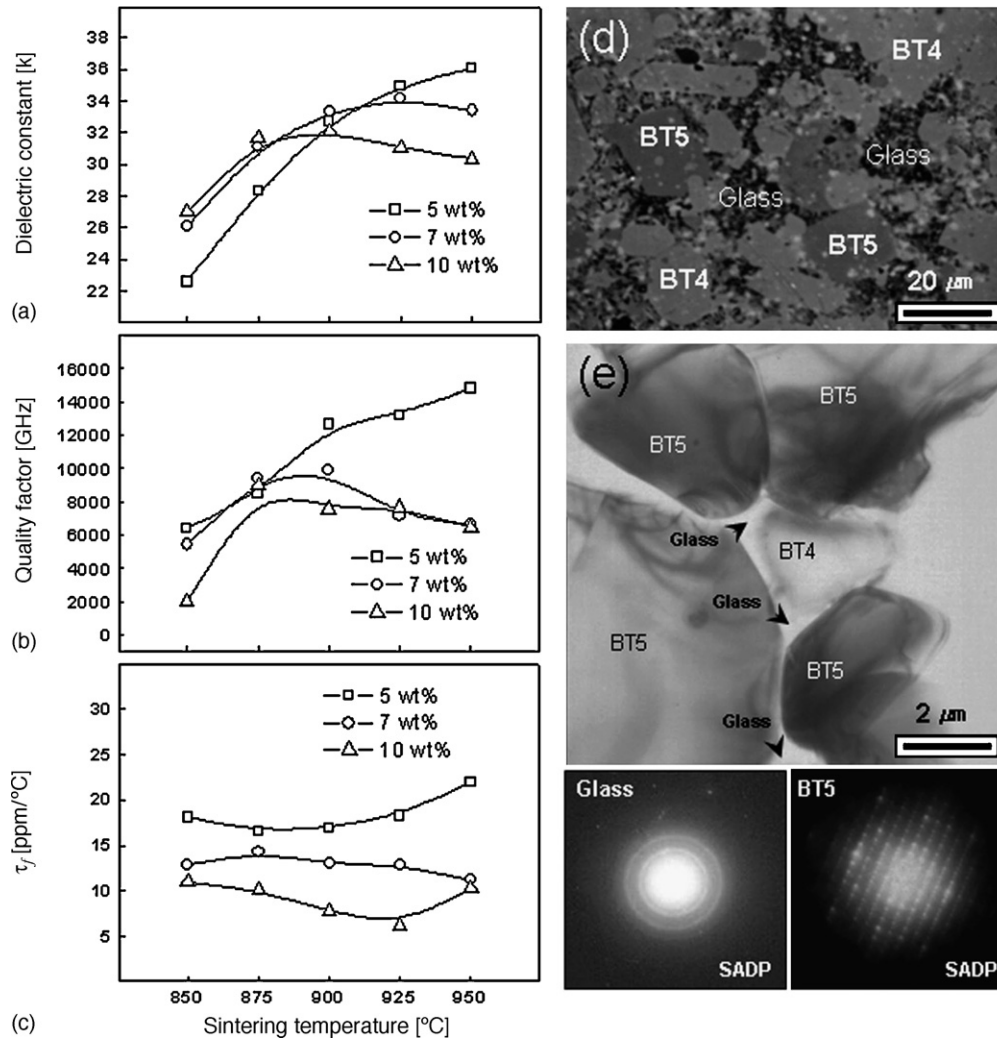 38
36
34
32
30
28
26
24
22
Dielectric constant [k]
5 wt%
7 wt%
10 wt%
(a)
16000
14000
12000
10000
8000
6000
4000
2000
0
Quality factor [GHz]
5 wt%
7 wt%
10 wt%
(b)
30
25
20
15
10
5
τf [ppm/°C]
5 wt%
7 wt%
10 wt%
850 875 900 925 950
Sintering temperature [°C]
(c)
(d)
BT4
BT5
Glass
Glass
BT5
BT4
20 ㎛
(e)
BT5
BT5
Glass
BT4
Glass
BT5
BT5
Glass
2 ㎛
Glass
SADP
BT5
SADP